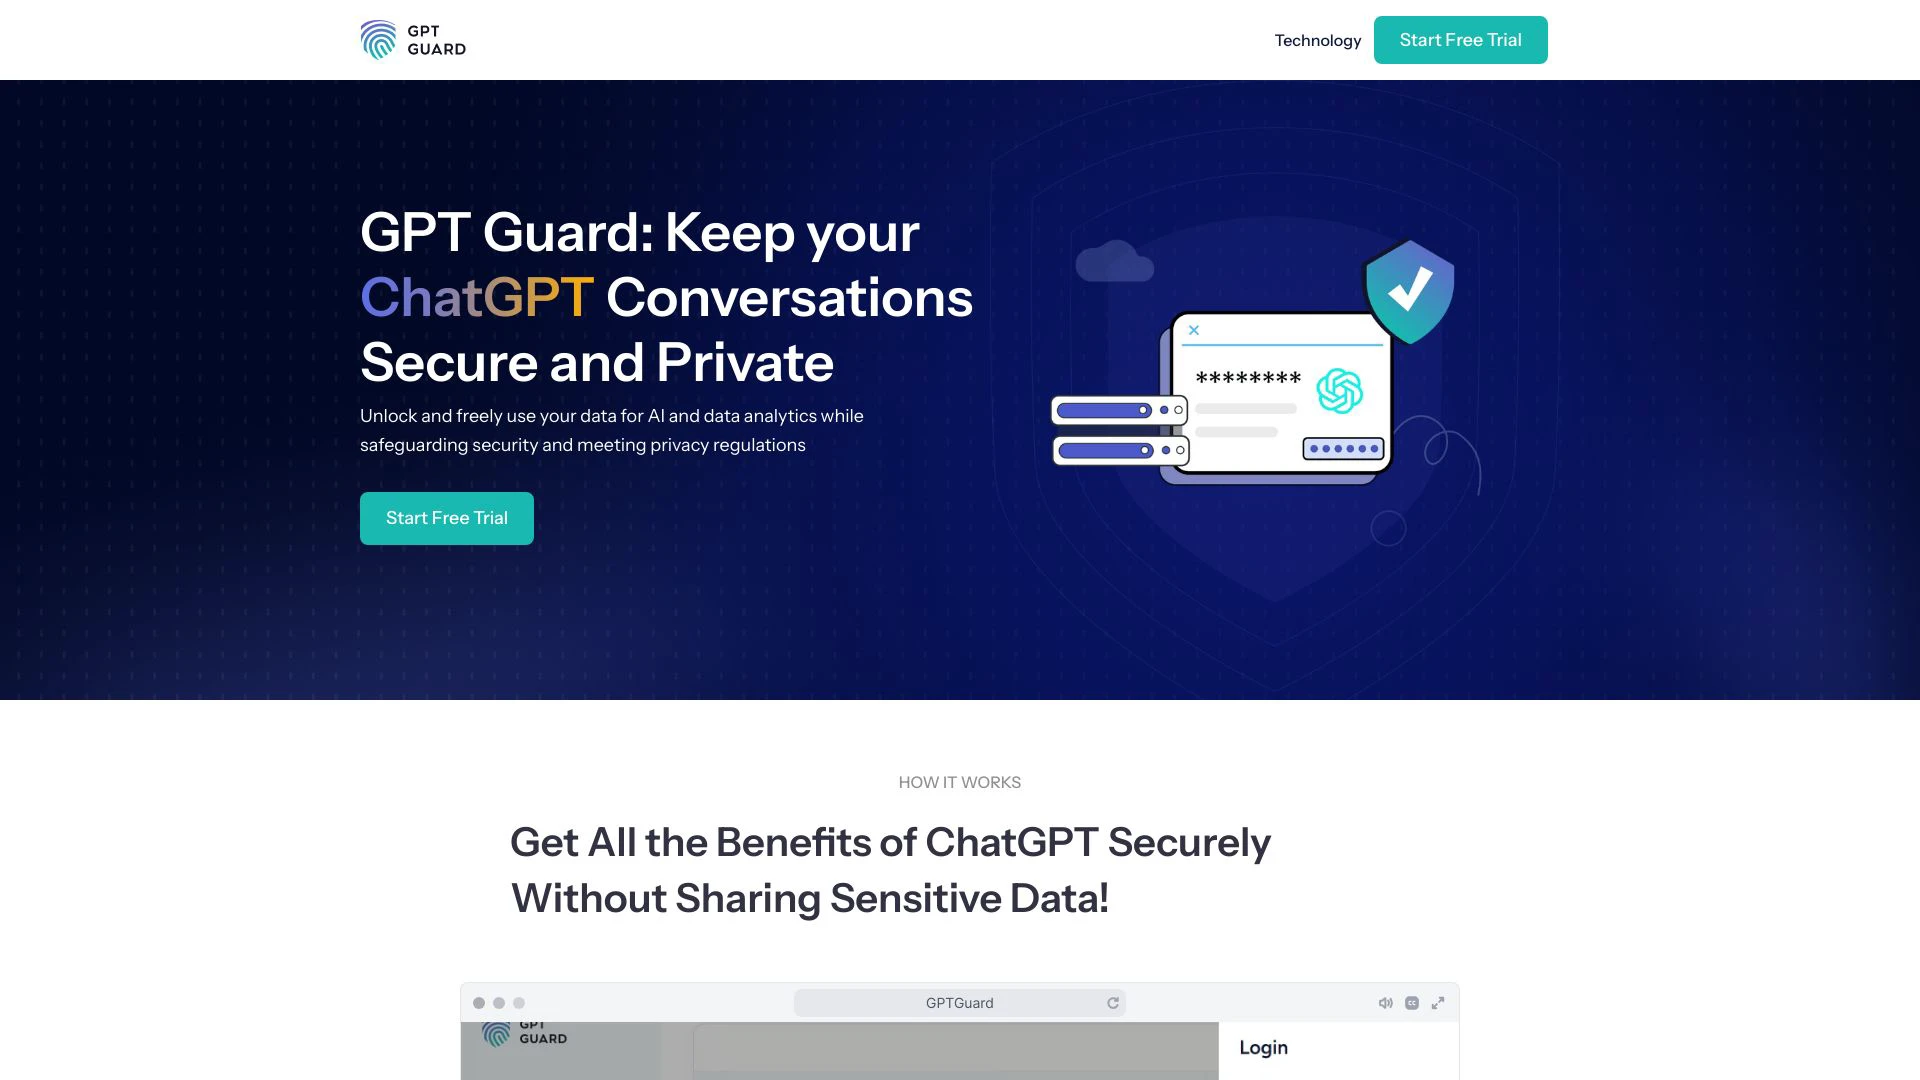 GPT
GUARD
Technology
Start Free Trial
GPT Guard: Keep your
ChatGPT Conversations
Secure and Private
Unlock and freely use your data for AI and data analytics while
safeguarding security and meeting privacy regulations
Start Free Trial
********
HOW IT WORKS
Get All the Benefits of ChatGPT Securely
Without Sharing Sensitive Data!
GPTGuard
CC
GPT
GUARD
Login